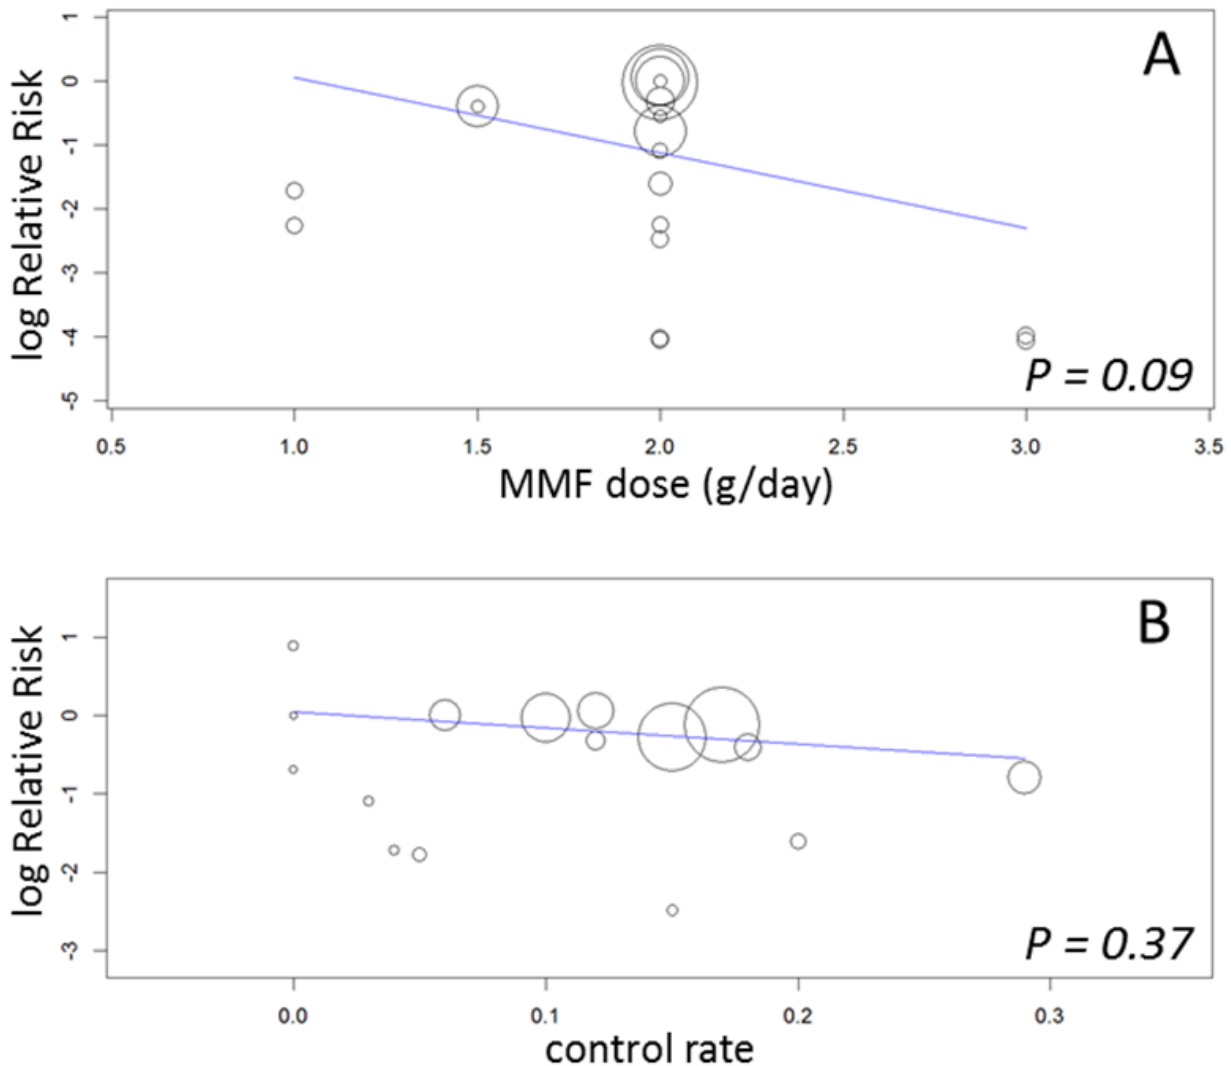 A
log Relative Risk
1
0
-1
-2
-3
-4
-5
P = 0.09
0.5 1.0 1.5 2.0 2.5 3.0 3.5
MMF dose (g/day)
B
log Relative Risk
1
0
-1
-2
-3
P = 0.37
0.0 0.1 0.2 0.3
control rate